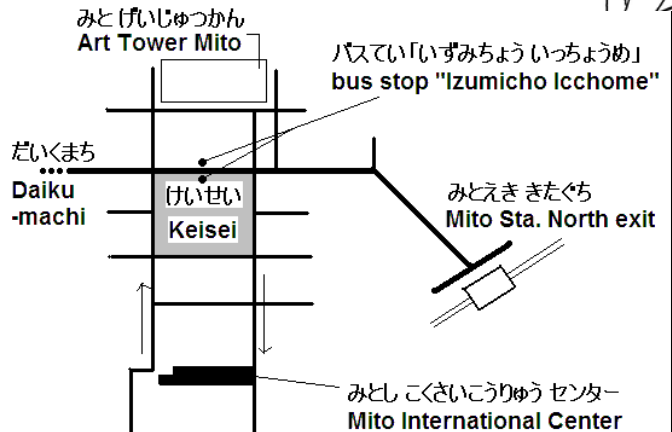 みと げいじゅつかん
Art Tower Mito
バスてい「いずみちょう いっちょうめ」
bus stop "Izumicho Icchome"
だいくまち
Daiku
-machi
けいせい
Keisei
みとえき きたぐち
Mito Sta. North exit
みとし こくさいこうりゅう センター
Mito International Center